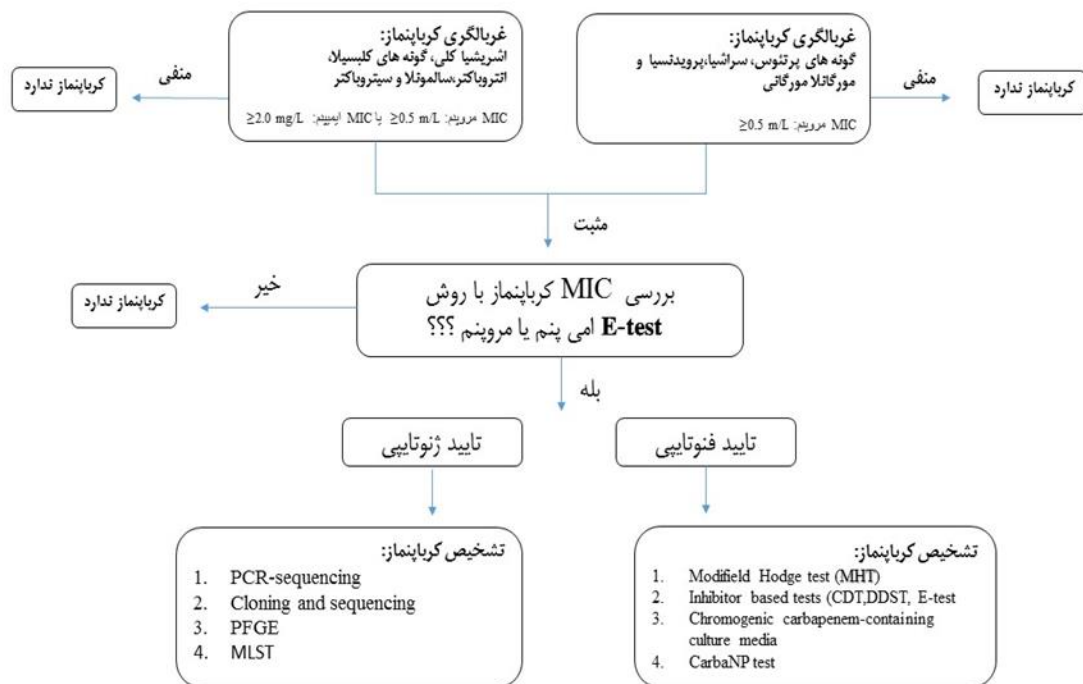 غربالگری کرباپنماز:
گونه های پرتئوس، سراشیا،پرویدنسیا و
مورگانلا مورگانی
MIC مروپنم: ≥0.5 m/L
غربالگری کرباپنماز:
اشریشیا کلی، گونه های کلبسیلا،
انتروباکتر،سالمونلا و سیتروباکتر
MIC مروپنم: ≥0.5 m/L یا MIC ایمیپنم: ≥2.0 mg/L
منفی
کرباپنماز ندارد
منفی
کرباپنماز ندارد
مثبت
بررسی MIC کرباپنماز با روش
E-test امی پنم یا مروپنم ؟؟؟
خیر
کرباپنماز ندارد
بله
تایید فنوتایپی
تایید ژنوتایپی
تشخیص کرباپنماز:
1. Modifield Hodge test (MHT)
2. Inhibitor based tests (CDT,DDST, E-test
3. Chromogenic carbapenem-containing
culture media
4. CarbaNP test
تشخیص کرباپنماز:
1. PCR-sequencing
2. Cloning and sequencing
3. PFGE
4. MLST